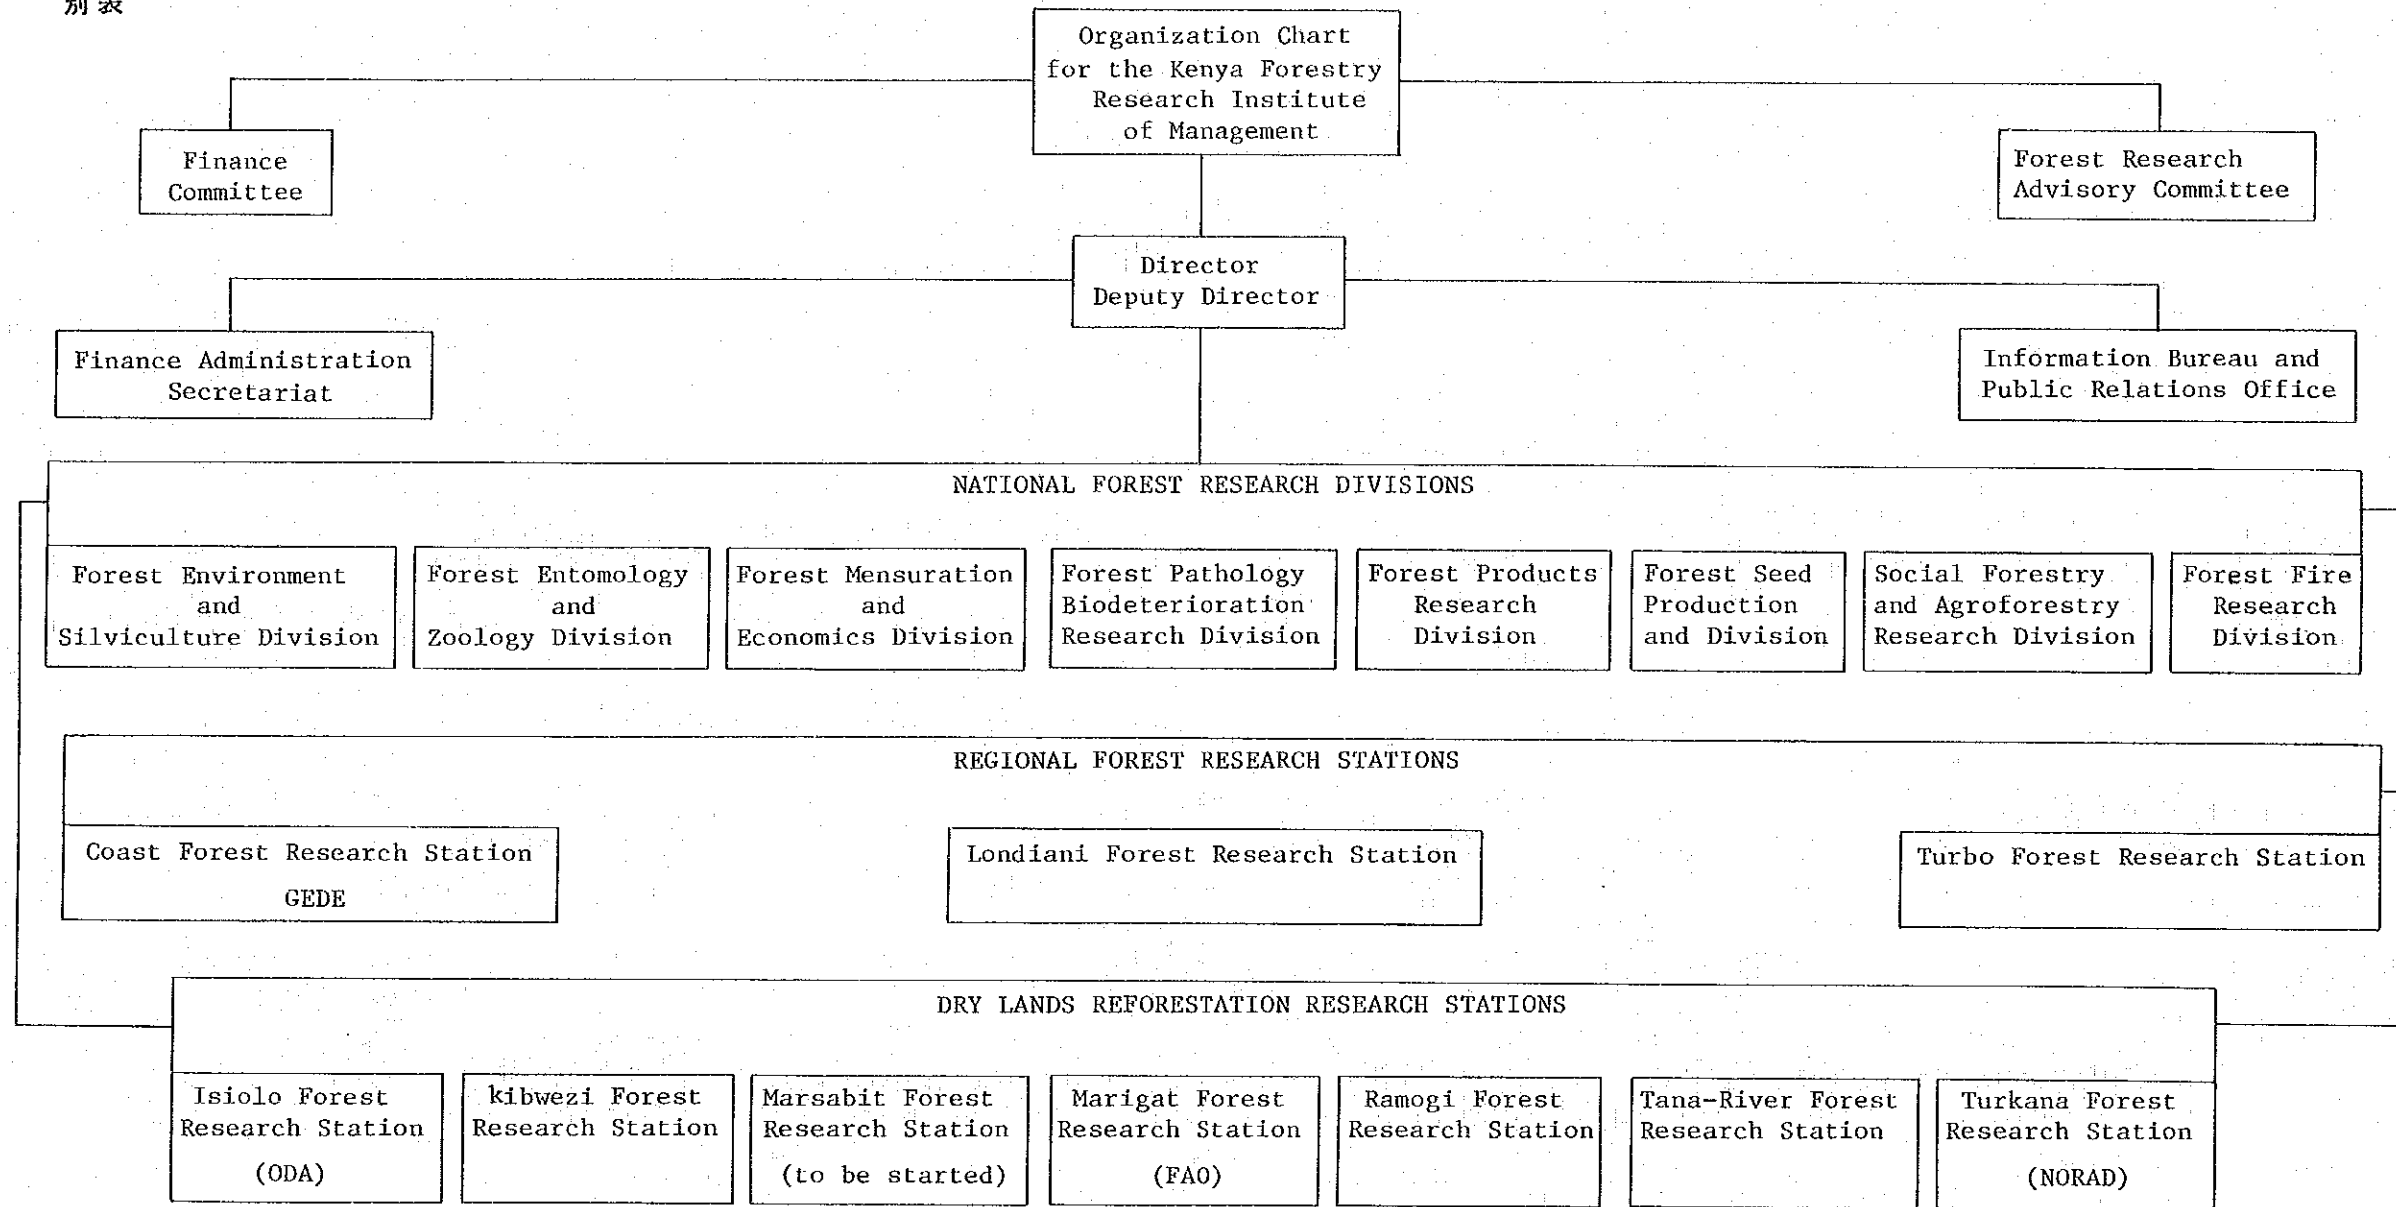 別表
Organization Chart
for the Kenya Forestry
Research Institute
of Management
Finance
Committee
Forest Research
Advisory Committee
Director
Deputy Director
Finance Administration
Secretariat
Information Bureau and
Public Relations Office
NATIONAL FOREST RESEARCH DIVISIONS
Forest Environment
and
Silviculture Division
Forest Entomology
and
Zoology Division
Forest Mensuration
and
Economics Division
Forest Pathology
Biodeterioration
Research Division
Forest Products
Research
Division
Forest Seed
Production
and Division
Social Forestry
and Agroforestry
Research Division
Forest Fire
Research
Division
REGIONAL FOREST RESEARCH STATIONS
Coast Forest Research Station
GEDE
Londiani Forest Research Station
Turbo Forest Research Station
DRY LANDS REFORESTATION RESEARCH STATIONS
Isiolo Forest
Research Station
(ODA)
kibwezi Forest
Research Station
Marsabit Forest
Research Station
(to be started)
Marigat Forest
Research Station
(FAO)
Ramogi Forest
Research Station
Tana-River Forest
Research Station
Turkana Forest
Research Station
(NORAD)